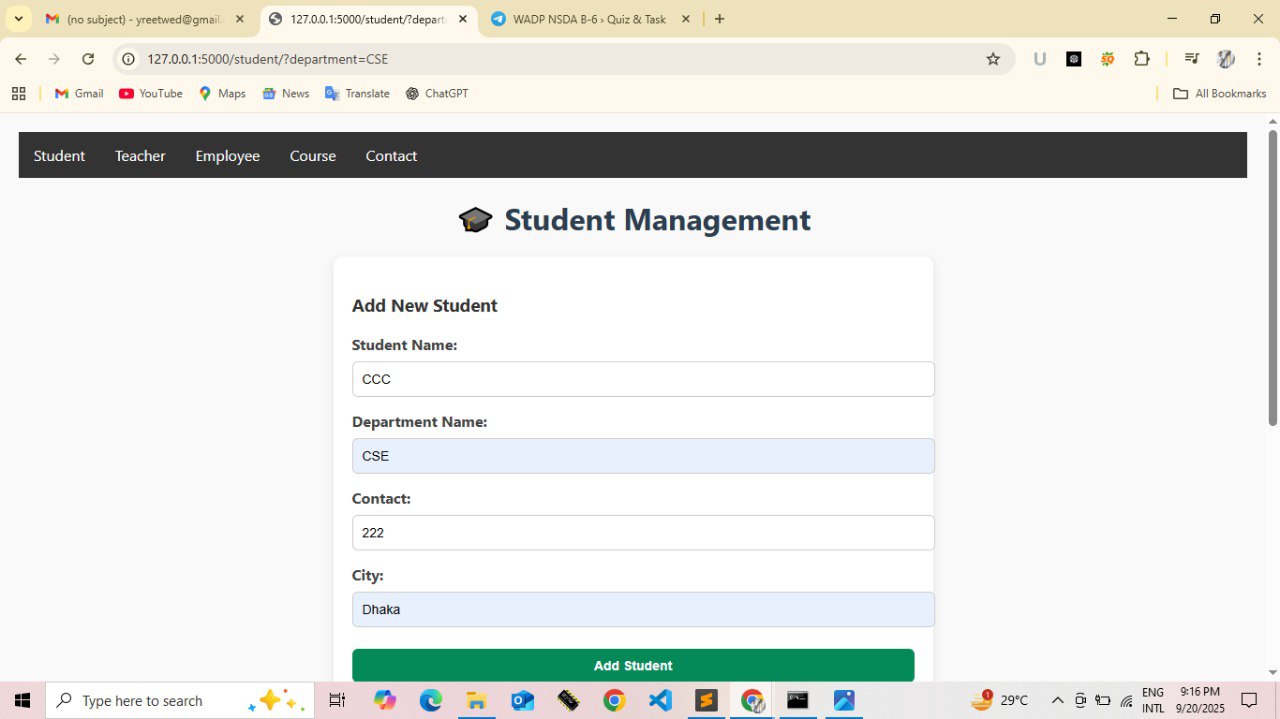 (no subject) - yreetwed@gmail.
127.0.0.1:5000/student/?depart
WADP NSDA B-6 › Quiz & Task
127.0.0.1:5000/student/?department=CSE
Gmail YouTube Maps News Translate ChatGPT All Bookmarks
Student Teacher Employee Course Contact
Student Management
Add New Student
Student Name:
CCC
Department Name:
CSE
Contact:
222
City:
Dhaka
Add Student
Type here to search
1
29°C
ENG
INTL
9:16 PM
9/20/2025